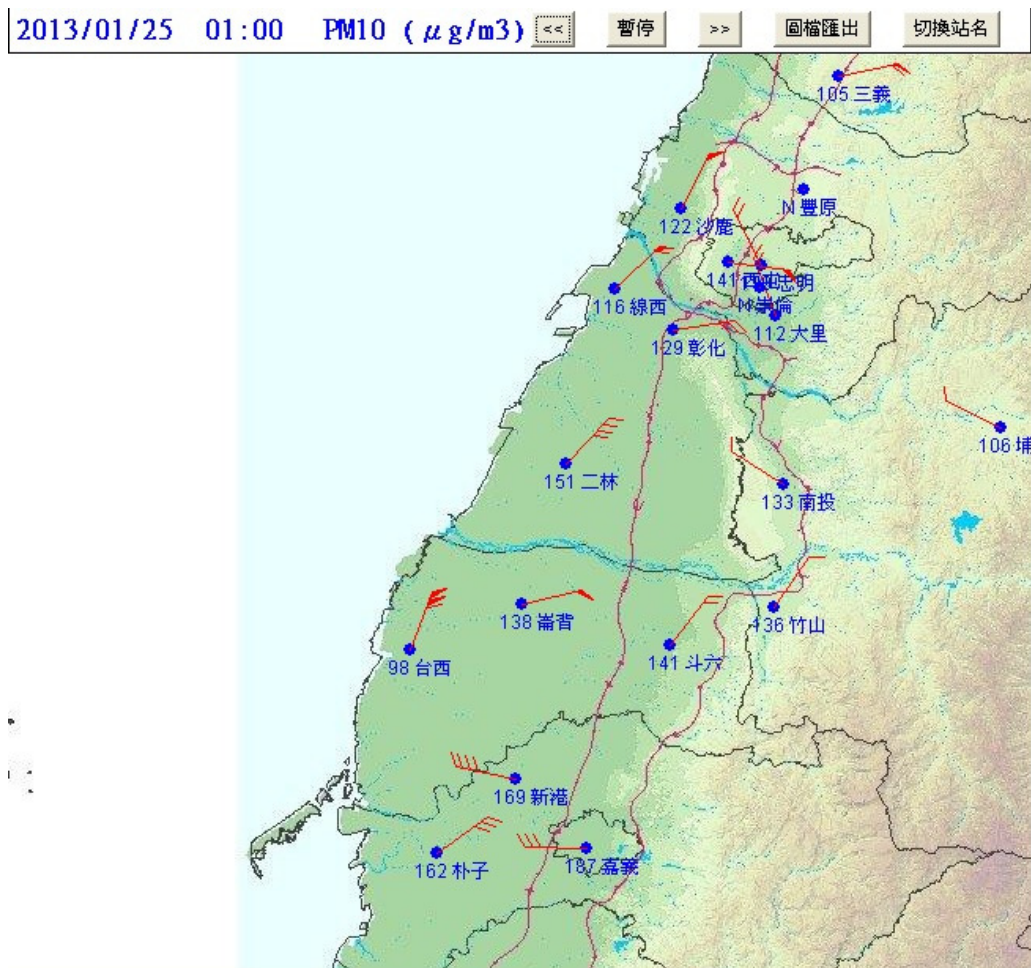 2013/01/25 01:00 PM10 (μg/m3) << 暫停 >> 圖檔匯出 切換站名
105 三義
N 豐原
122 沙鹿
141 西屯
忠明
N 崇倫
116 線西
112 大里
129 彰化
106 埔
151 二林
133 南投
138 崙背
136 竹山
98 台西
141 斗六
169 新港
162 朴子
187 嘉義